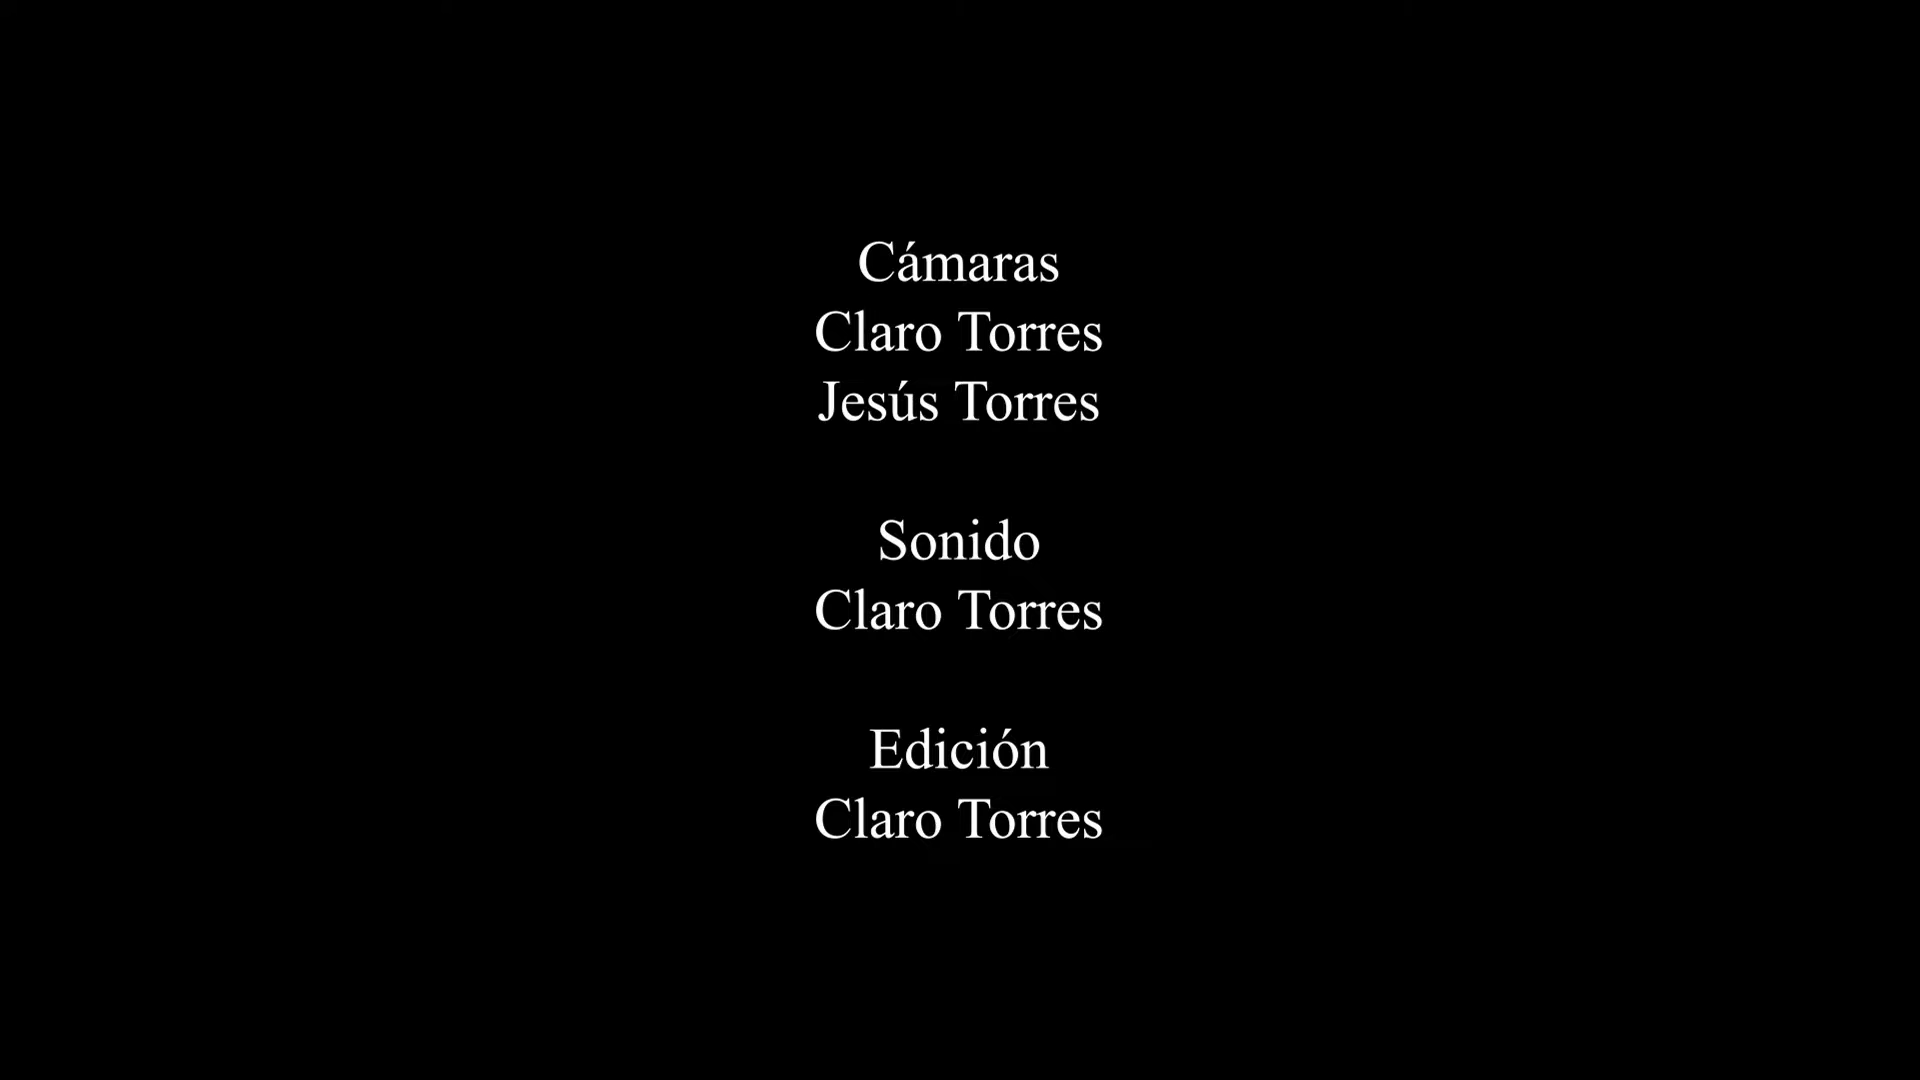 Cámaras
Claro Torres
Jesús Torres
Sonido
Claro Torres
Edición
Claro Torres